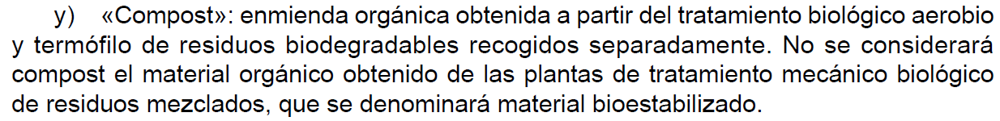 y) «Compost»: enmienda orgánica obtenida a partir del tratamiento biológico aerobio
y termófilo de residuos biodegradables recogidos separadamente. No se considerará
compost el material orgánico obtenido de las plantas de tratamiento mecánico biológico
de residuos mezclados, que se denominará material bioestabilizado.